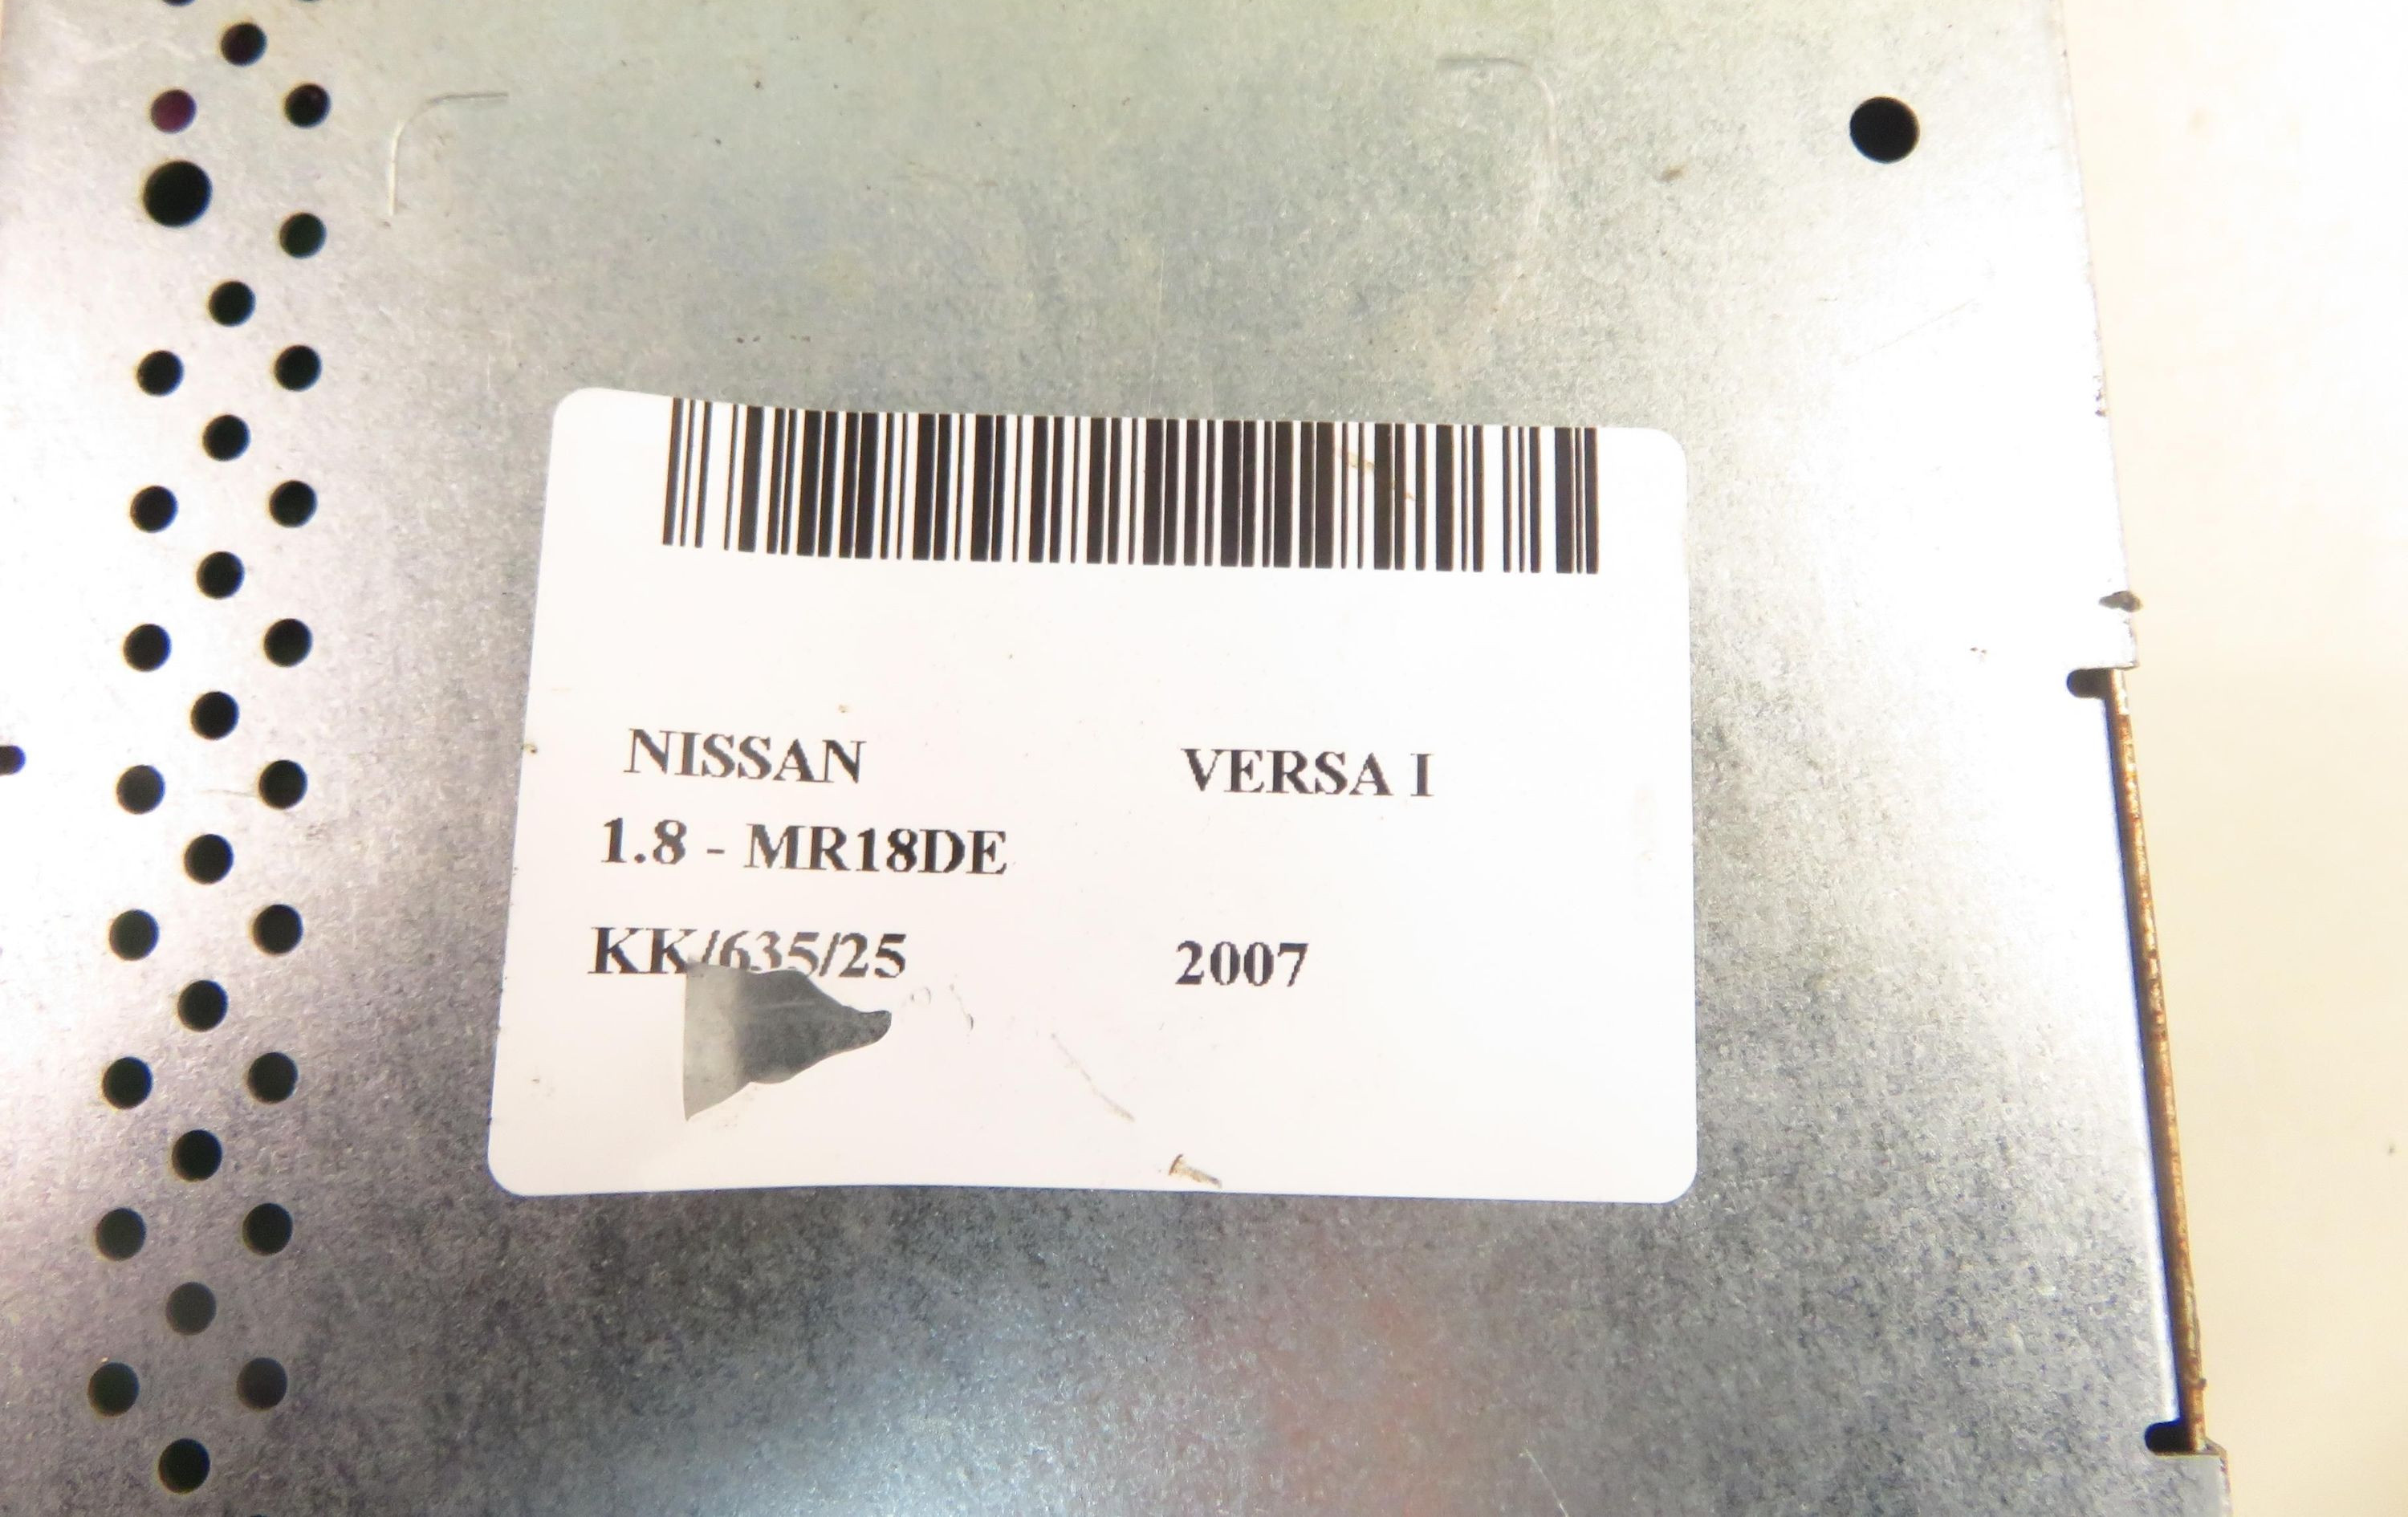 NISSAN VERSA I
1.8 - MR18DE
KK/635/25 2007